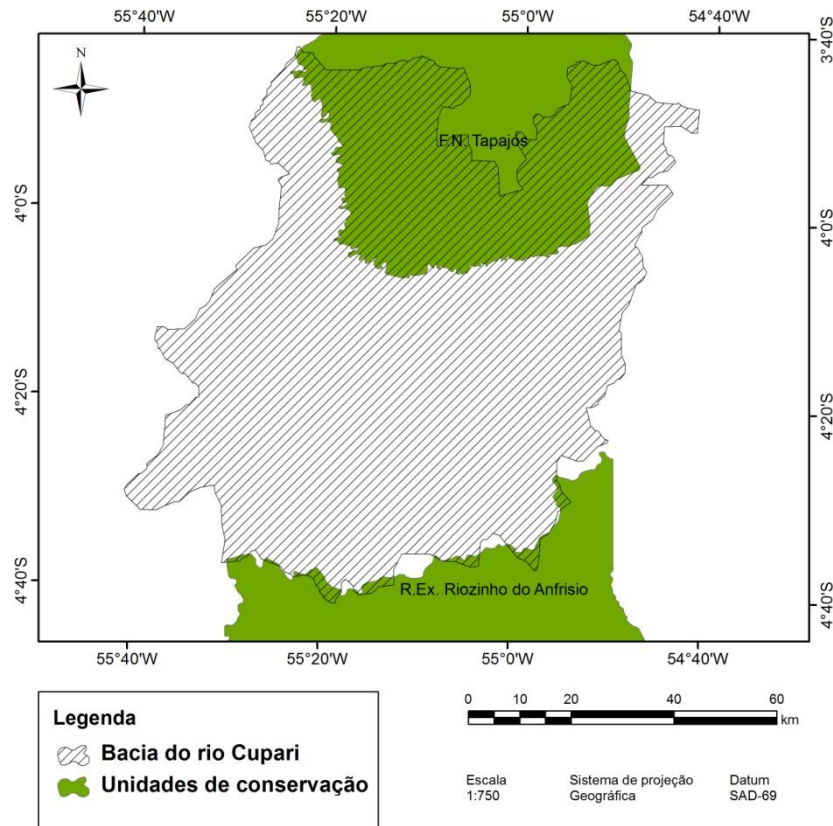 55°40'W 55°20'W 55°0'W 54°40'W
3°40'S
N
F.N. Tapajós
4°0'S 4°0'S
4°20'S 4°20'S
4°40'S 4°40'S
R.Ex. Riozinho do Anfrisio
55°40'W 55°20'W 55°0'W 54°40'W
Legenda
Bacia do rio Cupari
Unidades de conservação
0 10 20 40 60
km
Escala Sistema de projeção Datum
1:750 Geográfica SAD-69